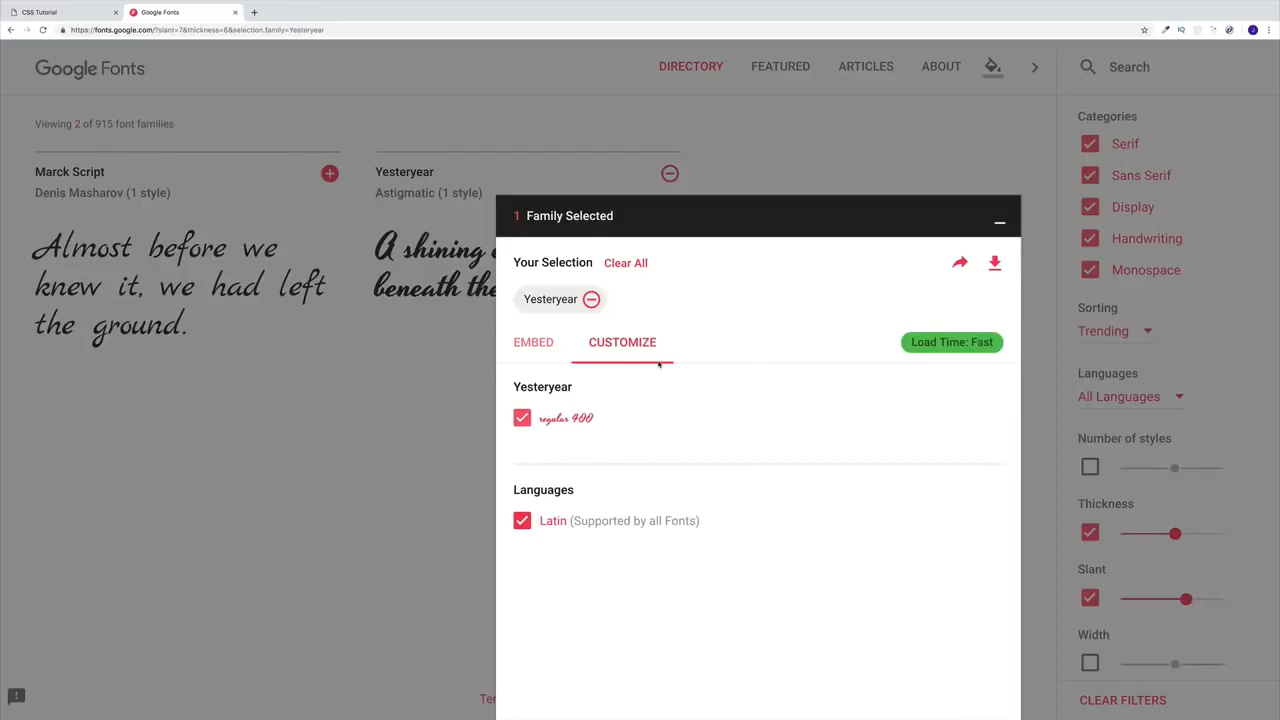 CSS Tutorial
Google Fonts
https://fonts.google.com/?slant=7&thickness=6&selection.family=Yesteryear
Google Fonts
DIRECTORY
FEATURED
ARTICLES
ABOUT
Search
Viewing 2 of 915 font families
Marck Script
Denis Masharov (1 style)
Almost before we
knew it, we had left
the ground.
Yesteryear
Astigmatic (1 style)
A shining
beneath the
1 Family Selected
Your Selection Clear All
Yesteryear
EMBED
CUSTOMIZE
Load Time: Fast
Yesteryear
regular 400
Languages
Latin (Supported by all Fonts)
Categories
Serif
Sans Serif
Display
Handwriting
Monospace
Sorting
Trending
Languages
All Languages
Number of styles
Thickness
Slant
Width
CLEAR FILTERS